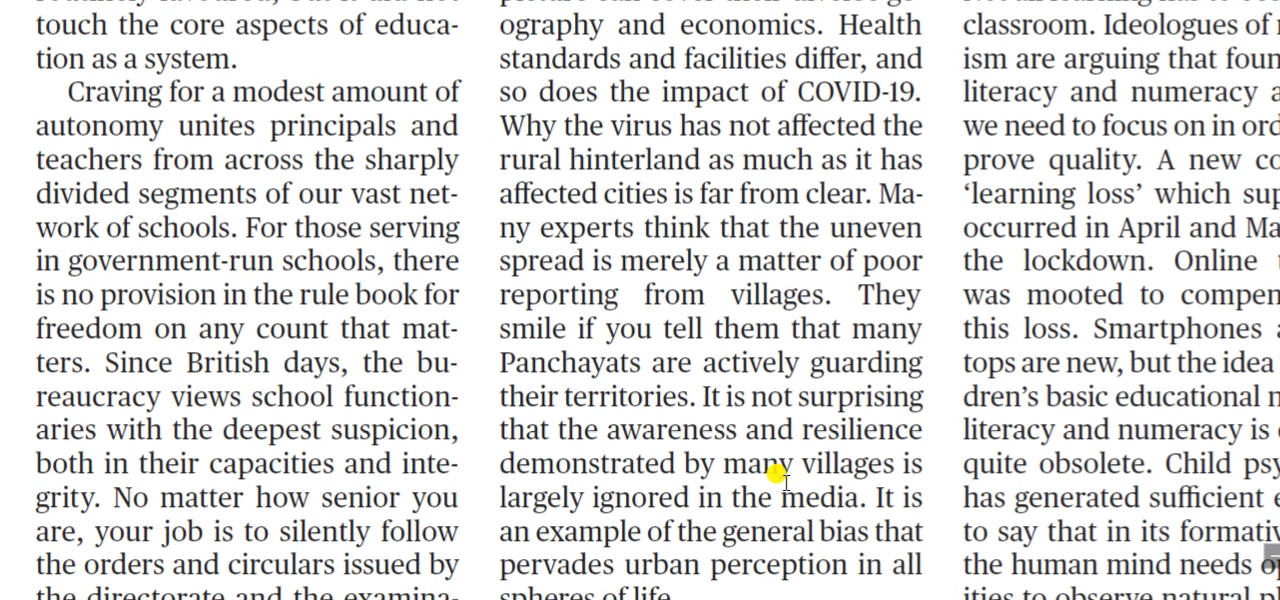 touch the core aspects of educa-
tion as a system.
Craving for a modest amount of
autonomy unites principals and
teachers from across the sharply
divided segments of our vast net-
work of schools. For those serving
in government-run schools, there
is no provision in the rule book for
freedom on any count that mat-
ters. Since British days, the bu-
reaucracy views school function-
aries with the deepest suspicion,
both in their capacities and inte-
grity. No matter how senior you
are, your job is to silently follow
the orders and circulars issued by
the directorate and the examina-
ography and economics. Health
standards and facilities differ, and
so does the impact of COVID-19.
Why the virus has not affected the
rural hinterland as much as it has
affected cities is far from clear. Ma-
ny experts think that the uneven
spread is merely a matter of poor
reporting from villages. They
smile if you tell them that many
Panchayats are actively guarding
their territories. It is not surprising
that the awareness and resilience
demonstrated by many villages is
largely ignored in the media. It is
an example of the general bias that
pervades urban perception in all
spheres of life.
classroom. Ideologues of
ism are arguing that
literacy and numeracy
we need to focus on in
prove quality. A new
‘learning loss’ which
occurred in April and
the lockdown. Online
was mooted to
this loss. Smartphones
tops are new, but the idea
dren’s basic educational
literacy and numeracy is
quite obsolete. Child
has generated sufficient
to say that in its
the human mind needs
ities to observe natural